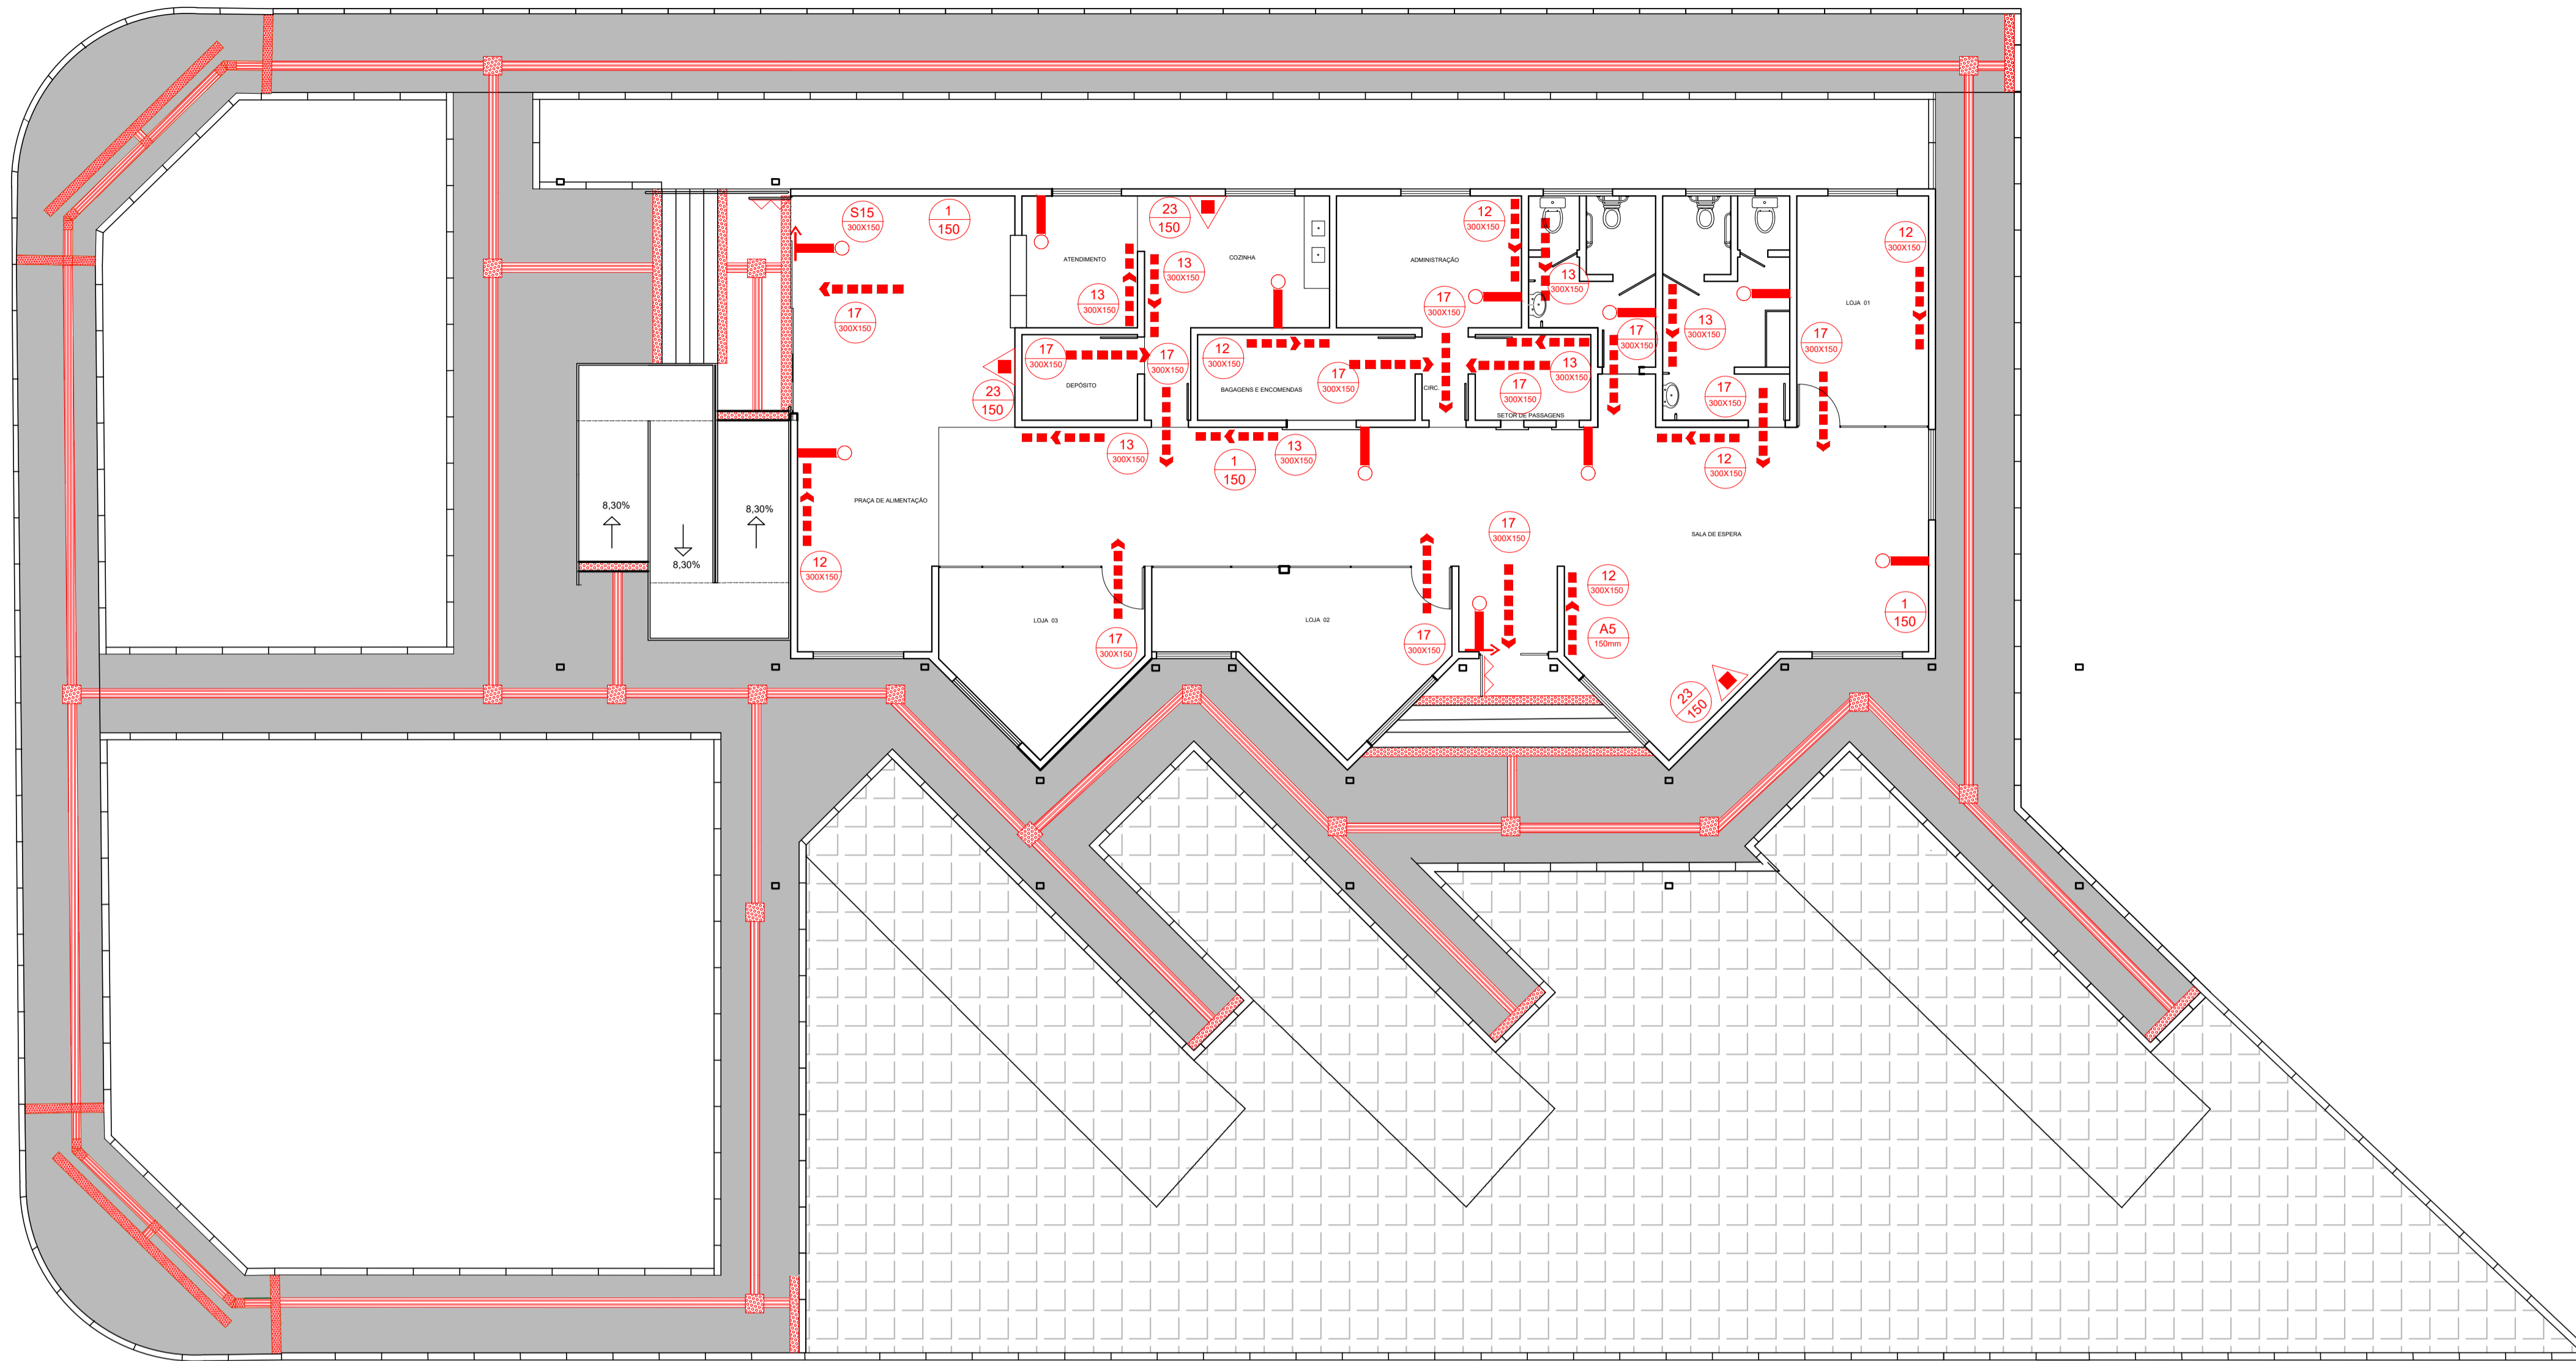 S15
300X150
1
150
23
150
12
300X150
12
300X150
ATENDIMENTO
COZINHA
ADMINISTRAÇÃO
13
300X150
13
300X150
13
300X150
17
300X150
17
300X150
LOJA 01
13
300X150
17
300X150
17
300X150
17
300X150
17
300X150
12
300X150
17
300X150
13
300X150
DEPÓSITO
BAGAGENS E ENCOMENDAS
CIRC.
17
300X150
SETOR DE PASSAGENS
17
300X150
23
150
13
300X150
1
150
13
300X150
12
300X150
8,30%
8,30%
8,30%
PRAÇA DE ALIMENTAÇÃO
17
300X150
SALA DE ESPERA
12
300X150
12
300X150
1
150
LOJA 03
LOJA 02
A5
150mm
17
300X150
17
300X150
23
150